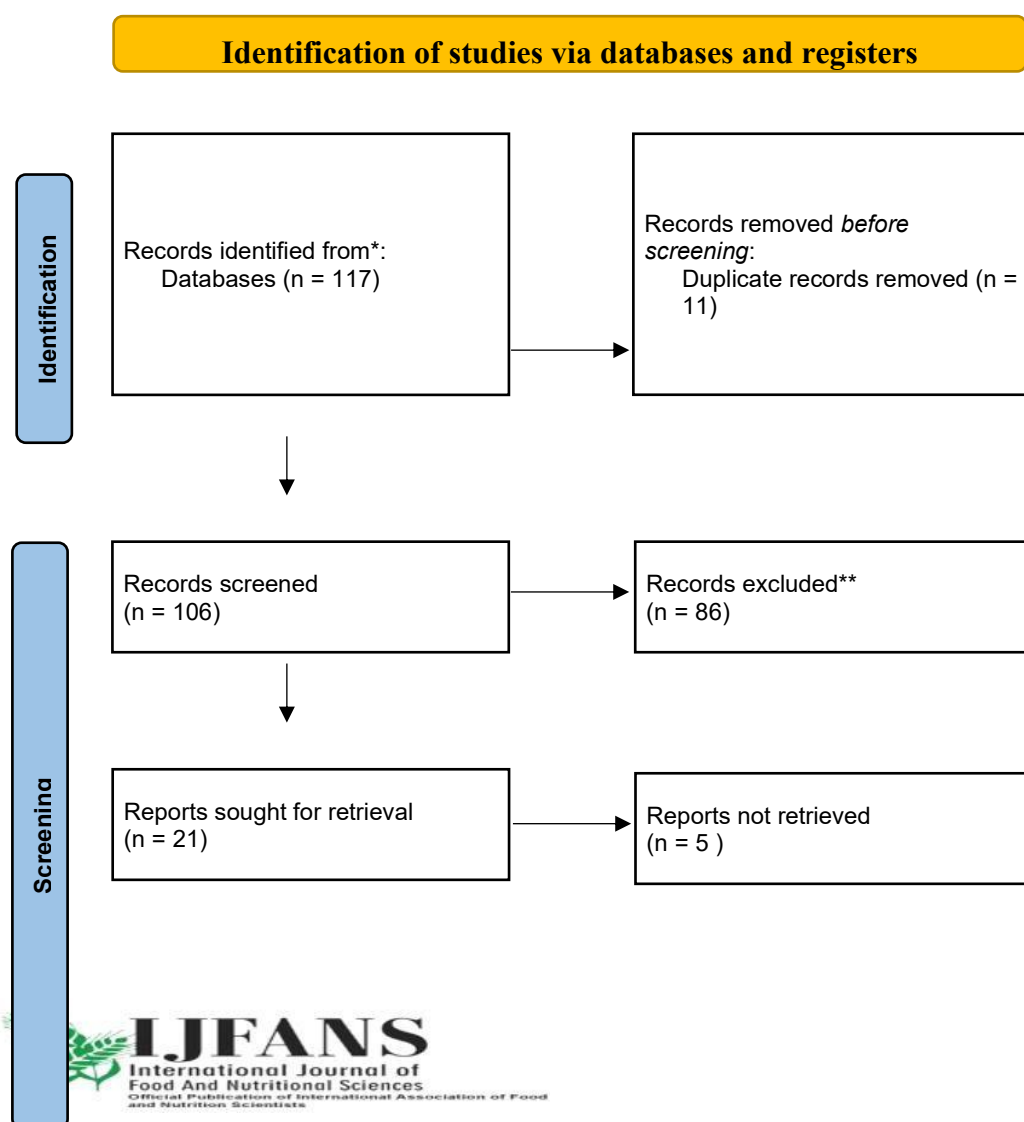 Identification of studies via databases and registers
Identification
Records identified from*:
Databases (n = 117)
Records removed before
screening:
Duplicate records removed (n =
11)
Screening
Records screened
(n = 106)
Records excluded**
(n = 86)
Reports sought for retrieval
(n = 21)
Reports not retrieved
(n = 5 )
IJFANS
International Journal of
Food And Nutritional Sciences
Official Publication of International Association of Food
and Nutrition Scientists